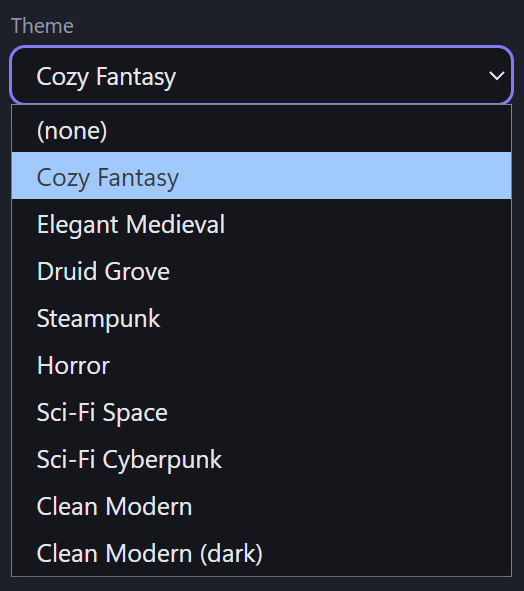 Theme
Cozy Fantasy
(none)
Cozy Fantasy
Elegant Medieval
Druid Grove
Steampunk
Horror
Sci-Fi Space
Sci-Fi Cyberpunk
Clean Modern
Clean Modern (dark)